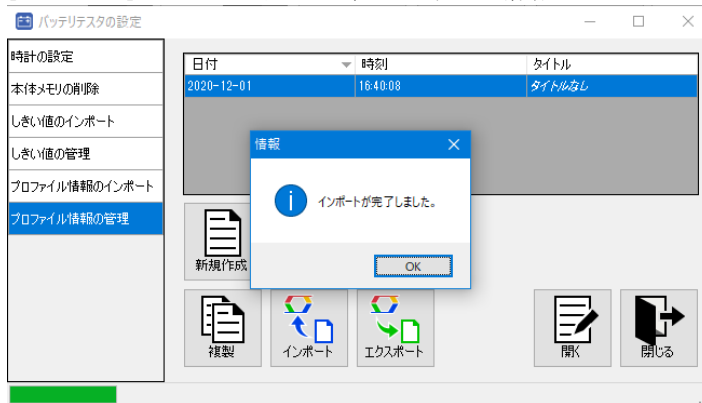 バッテリテスタの設定
時計の設定
本体メモリの削除
しきい値のインポート
しきい値の管理
プロファイル情報のインポート
プロファイル情報の管理
日付 時刻 タイトル
2020-12-01 16:40:08 タイトルなし
情報
インポートが完了しました。
OK
新規作成
複製 インポート エクスポート 開く 閉じる